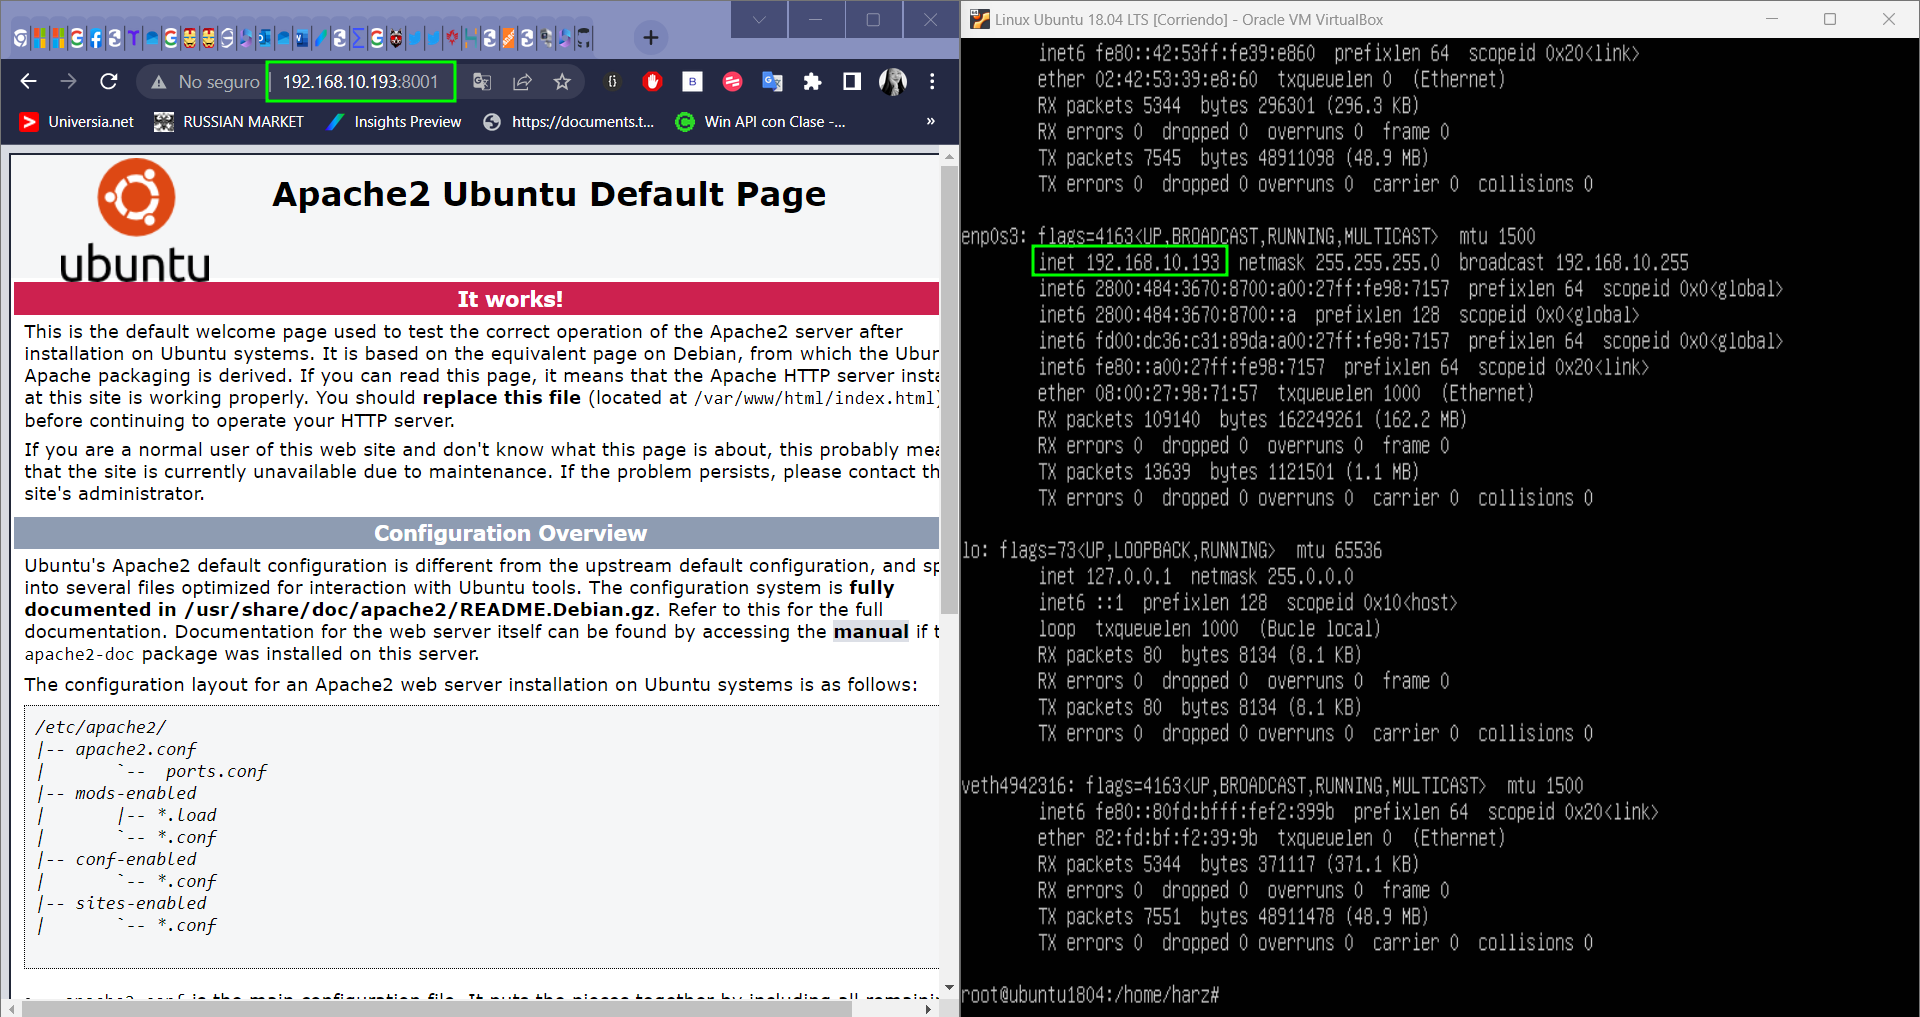 No seguro
192.168.10.193:8001
Universia.net
RUSSIAN MARKET
Insights Preview
https://documents.t...
Win API con Clase -...
»
ubuntu
Apache2 Ubuntu Default Page
It works!
This is the default welcome page used to test the correct operation of the Apache2 server after
installation on Ubuntu systems. It is based on the equivalent page on Debian, from which the Ubun
Apache packaging is derived. If you can read this page, it means that the Apache HTTP server insta
at this site is working properly. You should replace this file (located at /var/www/html/index.html)
before continuing to operate your HTTP server.
If you are a normal user of this web site and don't know what this page is about, this probably mea
that the site is currently unavailable due to maintenance. If the problem persists, please contact th
site's administrator.
Configuration Overview
Ubuntu's Apache2 default configuration is different from the upstream default configuration, and sp
into several files optimized for interaction with Ubuntu tools. The configuration system is fully
documented in /usr/share/doc/apache2/README.Debian.gz. Refer to this for the full
documentation. Documentation for the web server itself can be found by accessing the manual if t
apache2-doc package was installed on this server.
The configuration layout for an Apache2 web server installation on Ubuntu systems is as follows:
/etc/apache2/
|-- apache2.conf
|       `--  ports.conf
|-- mods-enabled
|       |-- *.load
|       `-- *.conf
|-- conf-enabled
|       `-- *.conf
|-- sites-enabled
|       `-- *.conf
apache2.conf is the main configuration file. It puts the pieces together by including all remaini
Linux Ubuntu 18.04 LTS [Corriendo] - Oracle VM VirtualBox
inet6 fe80::42:53ff:fe39:e860  prefixlen 64  scopeid 0x20<link>
ether 02:42:53:39:e8:60  txqueuelen 0  (Ethernet)
RX packets 5344  bytes 296301 (296.3 KB)
RX errors 0  dropped 0  overruns 0  frame 0
TX packets 7545  bytes 48911098 (48.9 MB)
TX errors 0  dropped 0 overruns 0  carrier 0  collisions 0
enp0s3: flags=4163<UP,BROADCAST,RUNNING,MULTICAST>  mtu 1500
inet 192.168.10.193  netmask 255.255.255.0  broadcast 192.168.10.255
inet6 2800:484:3670:8700:a00:27ff:fe98:7157  prefixlen 64  scopeid 0x0<global>
inet6 2800:484:3670:8700::a  prefixlen 128  scopeid 0x0<global>
inet6 fd00:dc36:c31:89da:a00:27ff:fe98:7157  prefixlen 64  scopeid 0x0<global>
inet6 fe80::a00:27ff:fe98:7157  prefixlen 64  scopeid 0x20<link>
ether 08:00:27:98:71:57  txqueuelen 1000  (Ethernet)
RX packets 109140  bytes 162249261 (162.2 MB)
RX errors 0  dropped 0  overruns 0  frame 0
TX packets 13639  bytes 1121501 (1.1 MB)
TX errors 0  dropped 0 overruns 0  carrier 0  collisions 0
lo: flags=73<UP,LOOPBACK,RUNNING>  mtu 65536
inet 127.0.0.1  netmask 255.0.0.0
inet6 ::1  prefixlen 128  scopeid 0x10<host>
loop  txqueuelen 1000  (Bucle local)
RX packets 80  bytes 8134 (8.1 KB)
RX errors 0  dropped 0  overruns 0  frame 0
TX packets 80  bytes 8134 (8.1 KB)
TX errors 0  dropped 0 overruns 0  carrier 0  collisions 0
veth4942316: flags=4163<UP,BROADCAST,RUNNING,MULTICAST>  mtu 1500
inet6 fe80::80fd:bfff:fef2:399b  prefixlen 64  scopeid 0x20<link>
ether 82:fd:bf:f2:39:9b  txqueuelen 0  (Ethernet)
RX packets 5344  bytes 371117 (371.1 KB)
RX errors 0  dropped 0  overruns 0  frame 0
TX packets 7551  bytes 48911478 (48.9 MB)
TX errors 0  dropped 0 overruns 0  carrier 0  collisions 0
root@ubuntu1804:/home/harz#